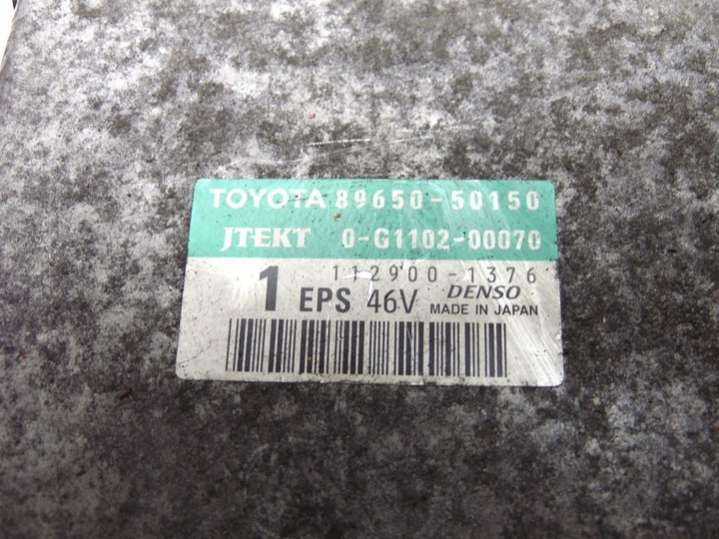 TOYOTA 89650-50150
JTEKT 0-G1102-00070
112900-1376
1 EPS 46V DENSO
MADE IN JAPAN